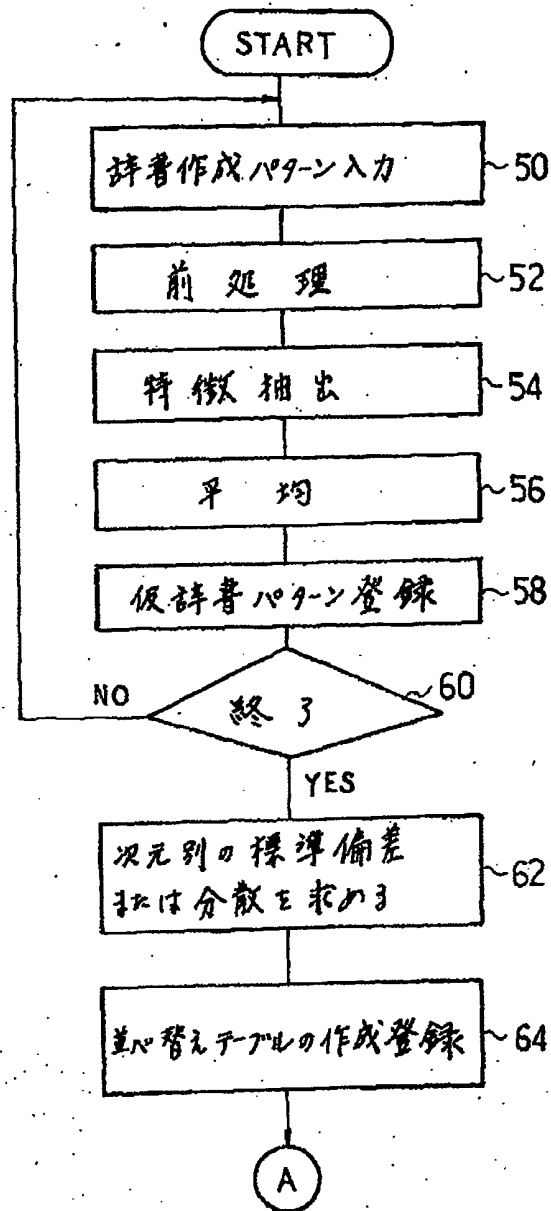 START
辞書作成パターン入力 50
前処理 52
特徴抽出 54
平均 56
仮辞書パターン登録 58
終了 60
NO
YES
次元別の標準偏差
または分散を求める 62
並べ替えテーブルの作成登録 64
A